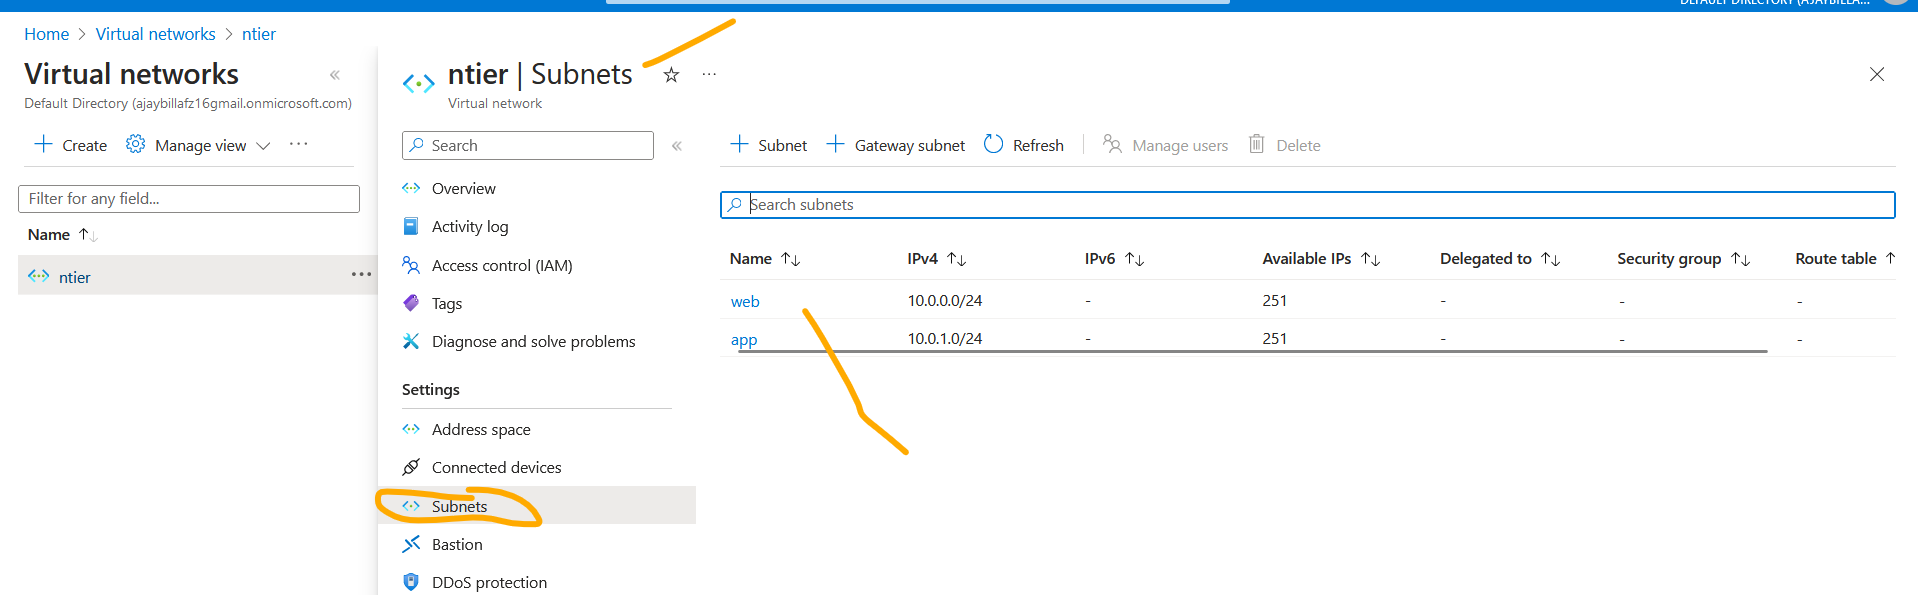 DEFAULT DIRECTORY (AJAYBILLA...
Home > Virtual networks > ntier
Virtual networks «
Default Directory (ajaybillafz16gmail.onmicrosoft.com)
+ Create Manage view ...
Filter for any field...
Name ↑↓
ntier ...
ntier | Subnets ☆ ...
Virtual network
Search «
Overview
Activity log
Access control (IAM)
Tags
Diagnose and solve problems
Settings
Address space
Connected devices
Subnets
Bastion
DDoS protection
+ Subnet + Gateway subnet Refresh Manage users Delete
Search subnets
Name ↑↓ IPv4 ↑↓ IPv6 ↑↓ Available IPs ↑↓ Delegated to ↑↓ Security group ↑↓ Route table ↑
web 10.0.0.0/24 - 251 - - -
app 10.0.1.0/24 - 251 - - -